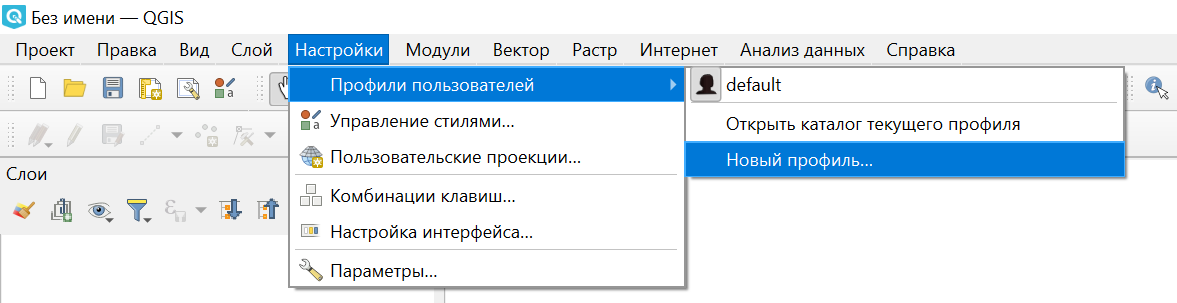 Без имени — QGIS
Проект Правка Вид Слой Настройки Модули Вектор Растр Интернет Анализ данных Справка
Профили пользователей
default
Управление стилями...
Открыть каталог текущего профиля
Пользовательские проекции...
Новый профиль...
Слои
Комбинации клавиш...
Настройка интерфейса...
Параметры...